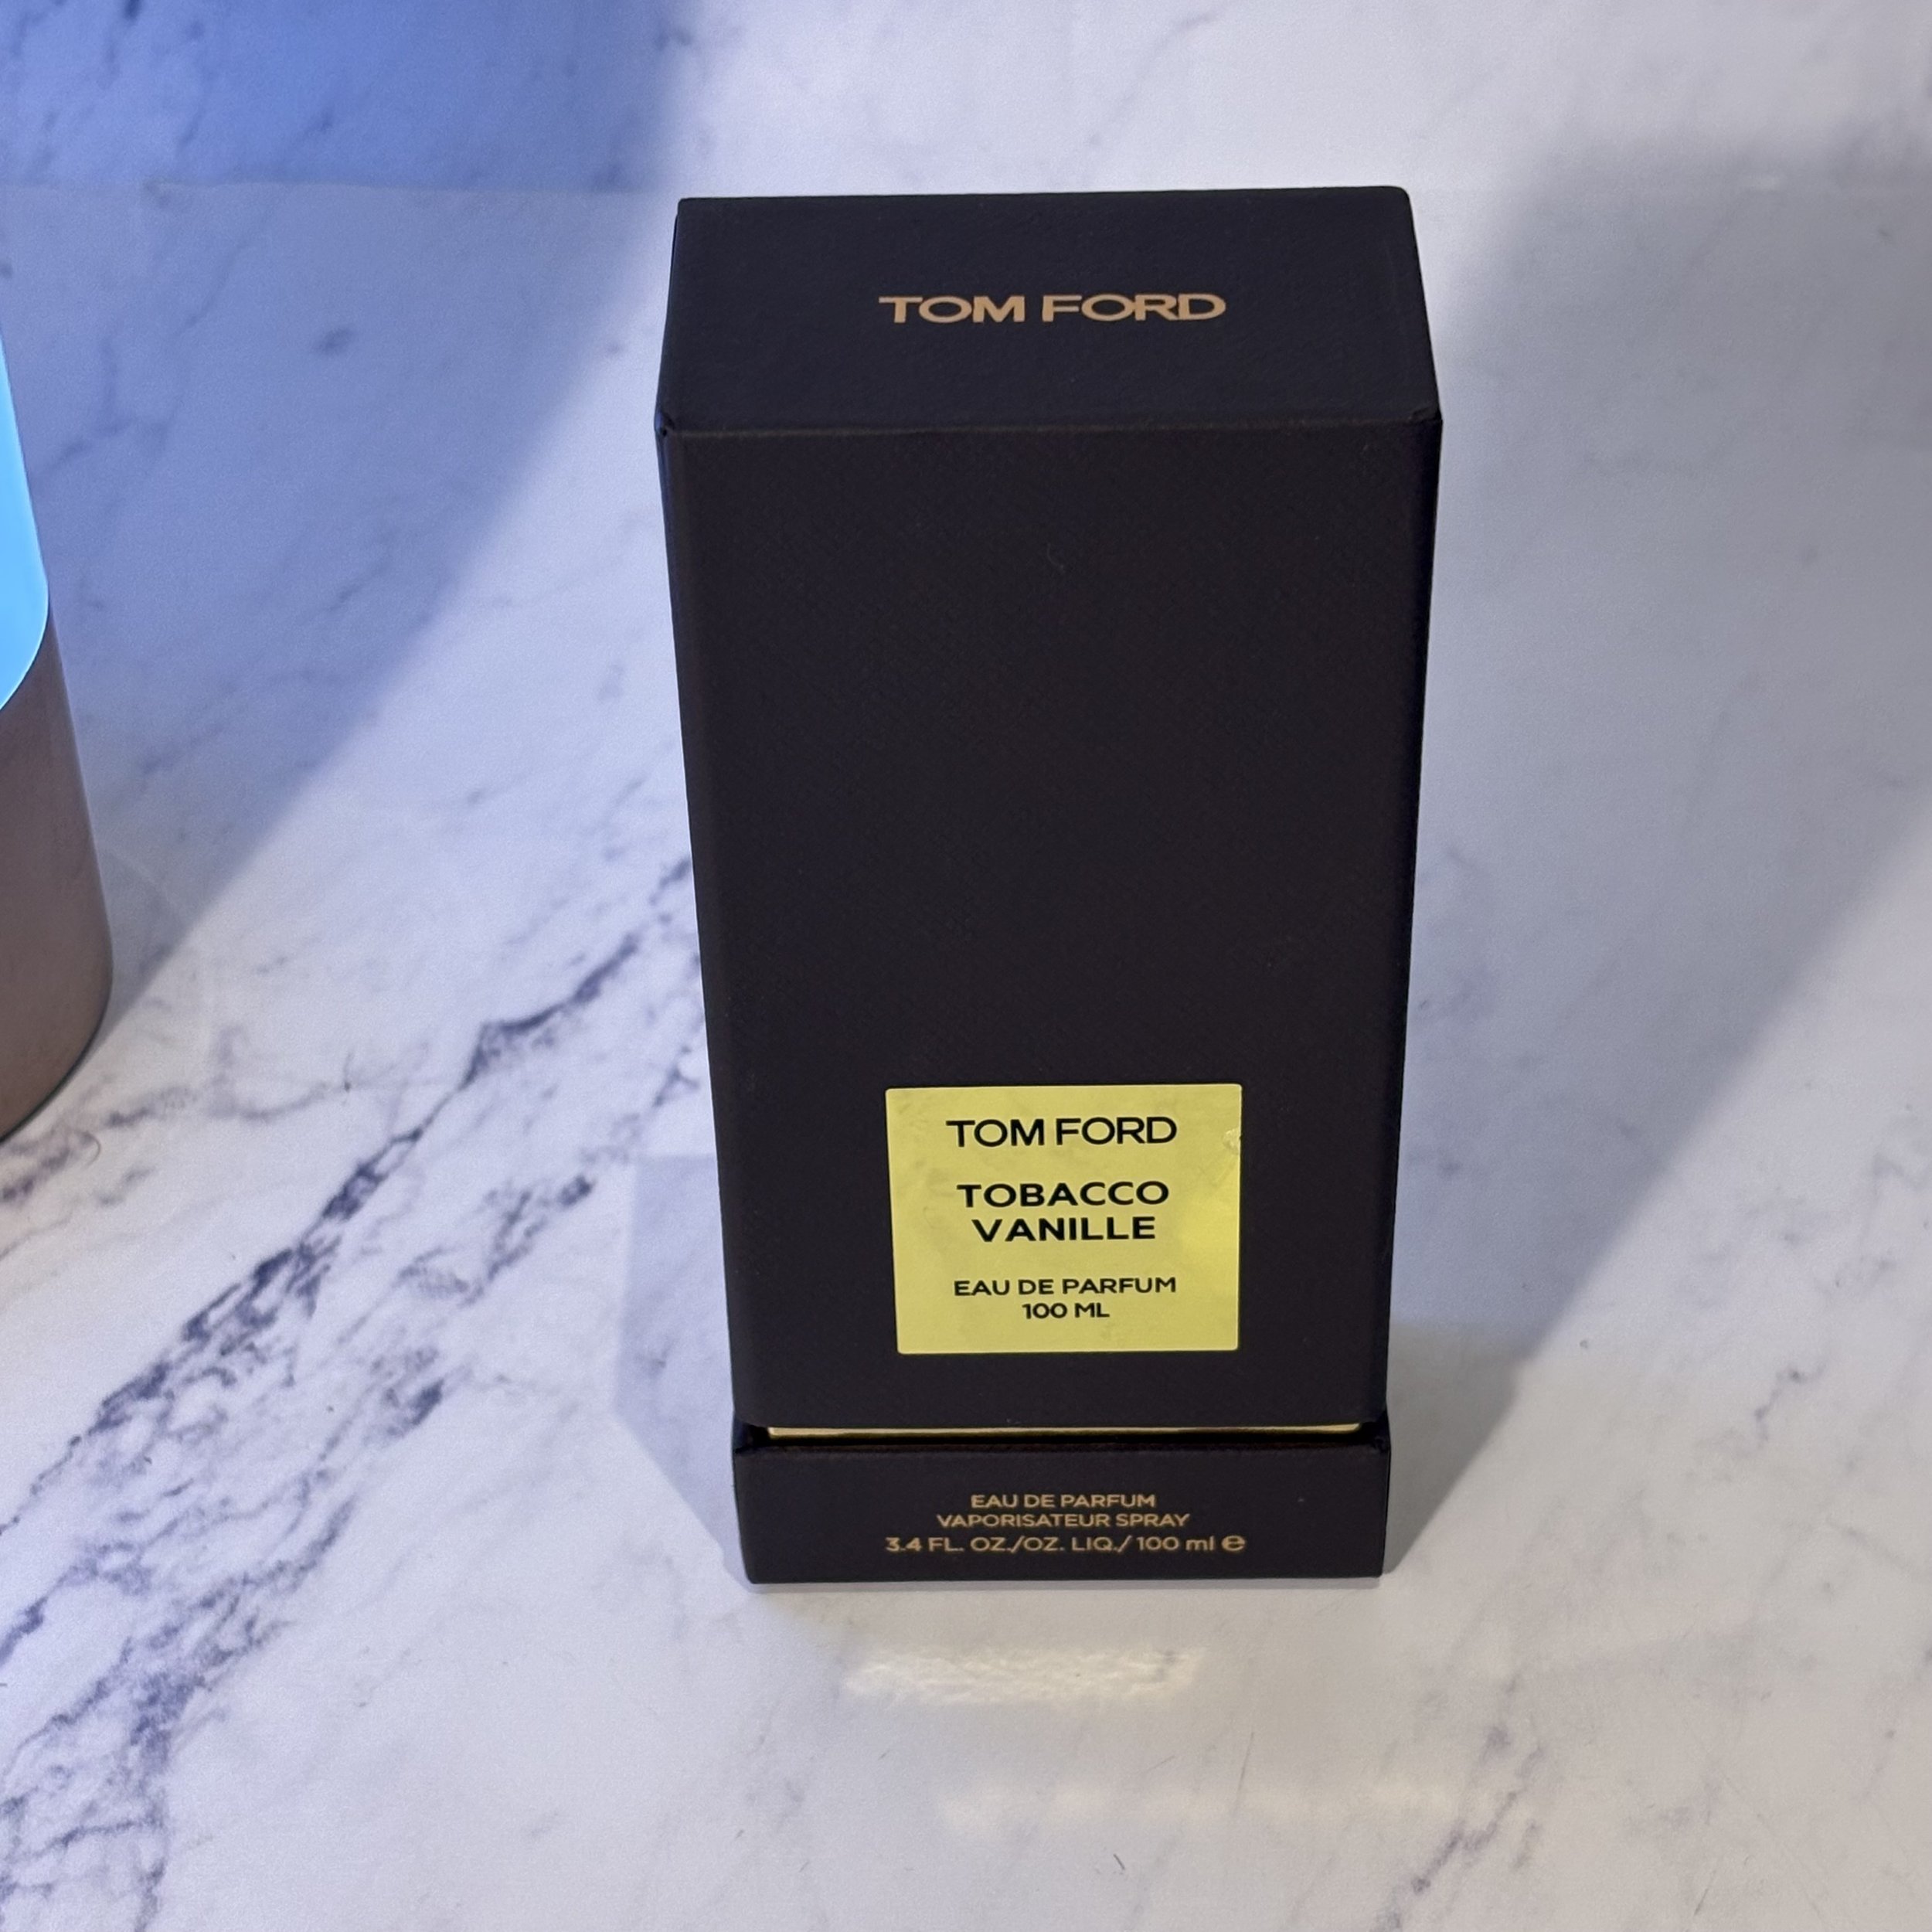 TOM FORD
TOM FORD
TOBACCO
VANILLE
EAU DE PARFUM
100 ML
EAU DE PARFUM
VAPORISATEUR SPRAY
3.4 FL. OZ./OZ. LIQ./ 100 ml ℮